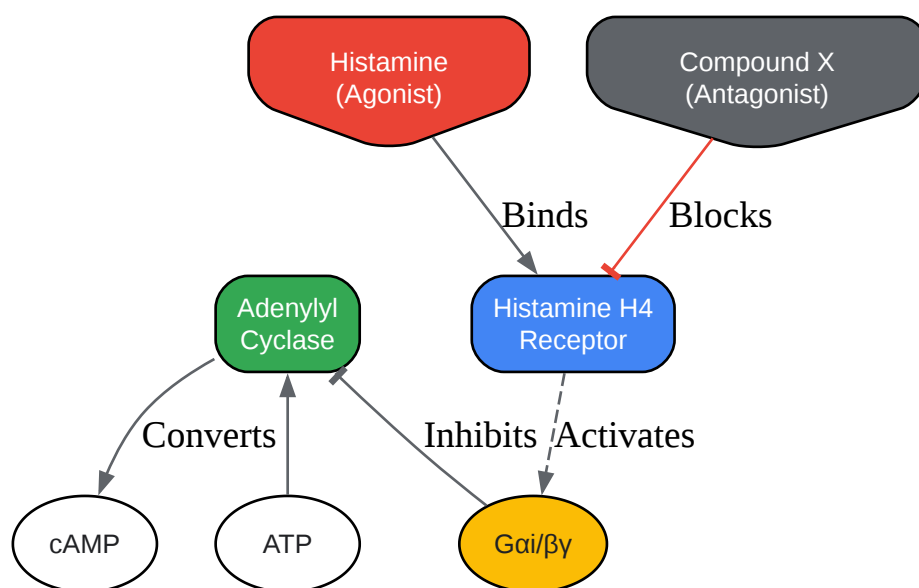 Histamine
(Agonist)
Compound X
(Antagonist)
Binds
Blocks
Adenylyl
Cyclase
Histamine H4
Receptor
Converts
Inhibits
Activates
cAMP
ATP
Gαi/βγ